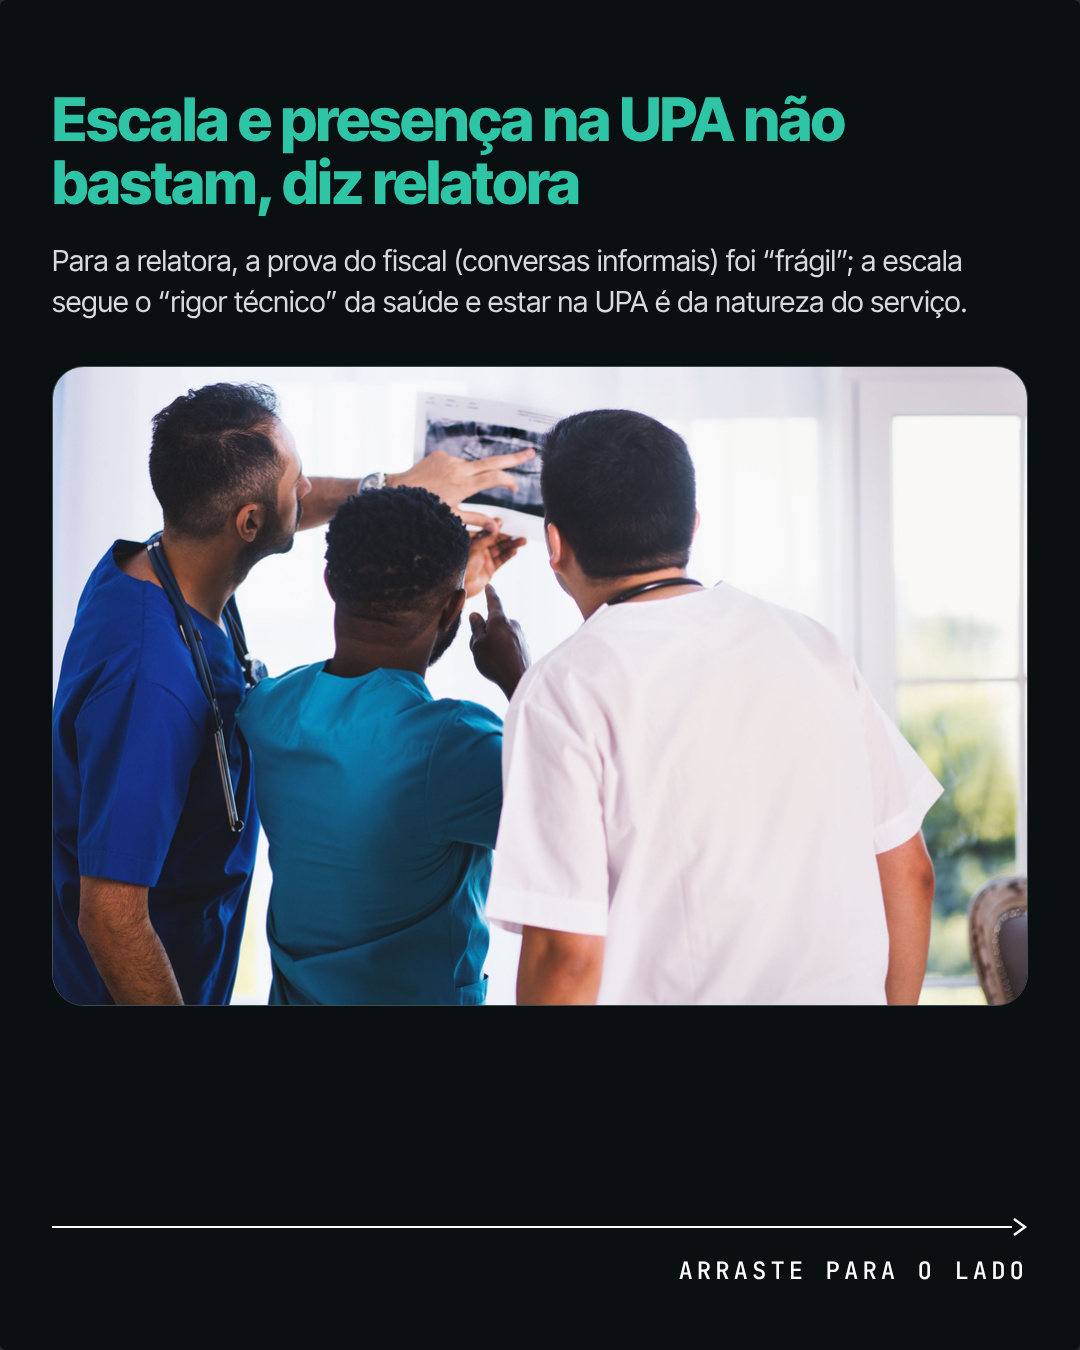 Escala e presença na UPA não
bastam, diz relatora
Para a relatora, a prova do fiscal (conversas informais) foi “frágil”; a escala
segue o “rigor técnico” da saúde e estar na UPA é da natureza do serviço.
ARRASTE PARA O LADO